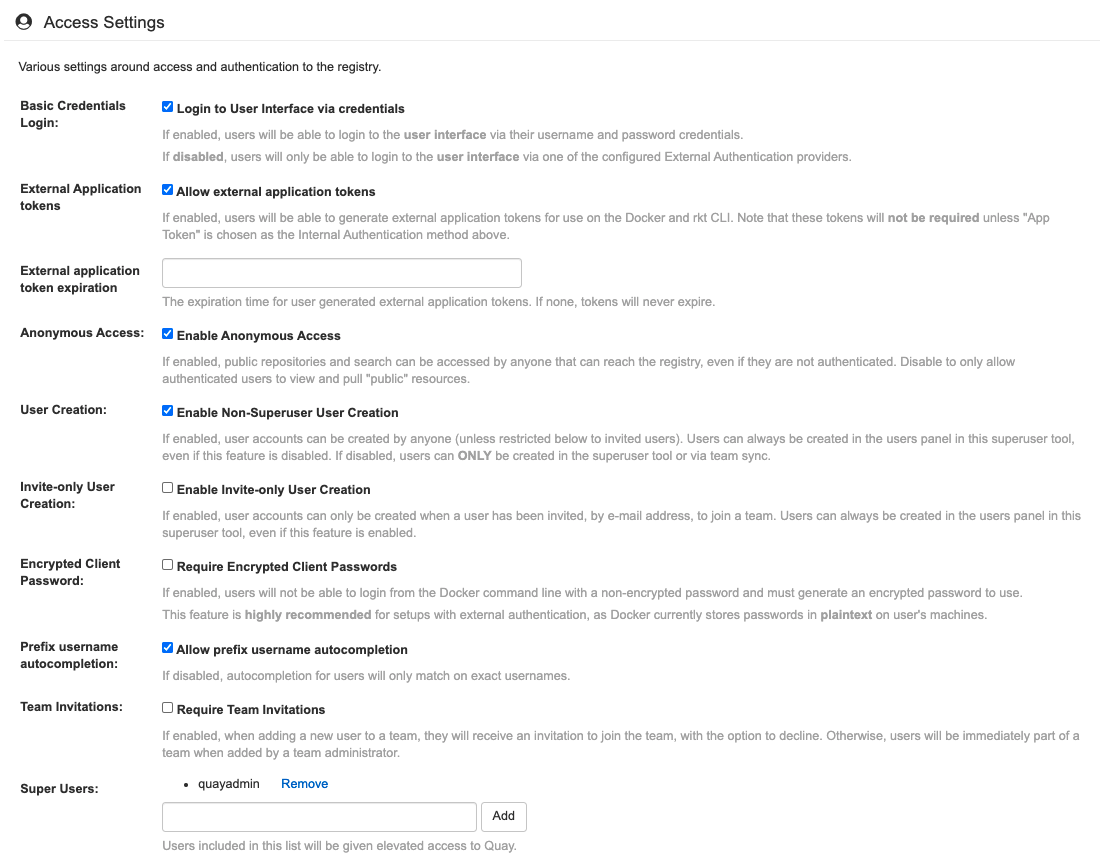 Access Settings
Various settings around access and authentication to the registry.
Basic Credentials
Login:
Login to User Interface via credentials
If enabled, users will be able to login to the user interface via their username and password credentials.
If disabled, users will only be able to login to the user interface via one of the configured External Authentication providers.
External Application
tokens
Allow external application tokens
If enabled, users will be able to generate external application tokens for use on the Docker and rkt CLI. Note that these tokens will not be required unless "App
Token" is chosen as the Internal Authentication method above.
External application
token expiration
The expiration time for user generated external application tokens. If none, tokens will never expire.
Anonymous Access:
Enable Anonymous Access
If enabled, public repositories and search can be accessed by anyone that can reach the registry, even if they are not authenticated. Disable to only allow
authenticated users to view and pull "public" resources.
User Creation:
Enable Non-Superuser User Creation
If enabled, user accounts can be created by anyone (unless restricted below to invited users). Users can always be created in the users panel in this superuser tool,
even if this feature is disabled. If disabled, users can ONLY be created in the superuser tool or via team sync.
Invite-only User
Creation:
Enable Invite-only User Creation
If enabled, user accounts can only be created when a user has been invited, by e-mail address, to join a team. Users can always be created in the users panel in this
superuser tool, even if this feature is enabled.
Encrypted Client
Password:
Require Encrypted Client Passwords
If enabled, users will not be able to login from the Docker command line with a non-encrypted password and must generate an encrypted password to use.
This feature is highly recommended for setups with external authentication, as Docker currently stores passwords in plaintext on user's machines.
Prefix username
autocompletion:
Allow prefix username autocompletion
If disabled, autocompletion for users will only match on exact usernames.
Team Invitations:
Require Team Invitations
If enabled, when adding a new user to a team, they will receive an invitation to join the team, with the option to decline. Otherwise, users will be immediately part of a
team when added by a team administrator.
Super Users:
• quayadmin Remove
Add
Users included in this list will be given elevated access to Quay.